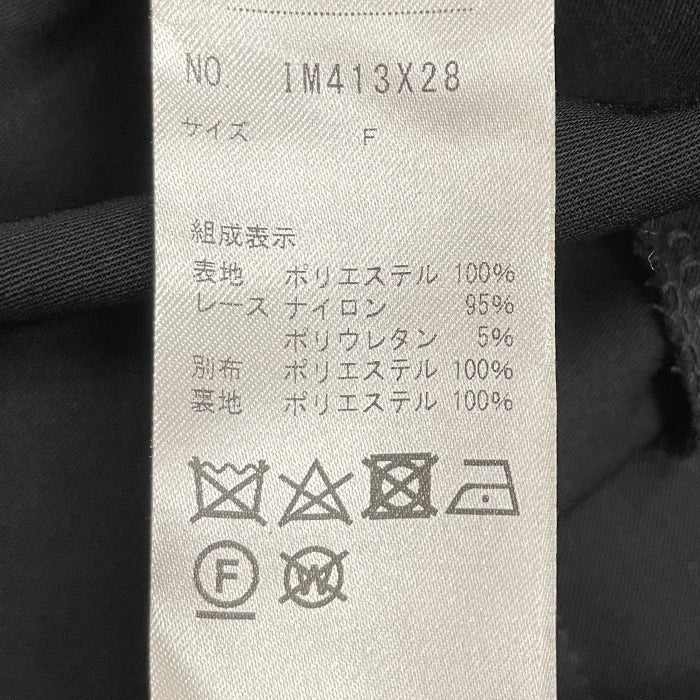 NO. IM413X28
サイズ F
組成表示
表地 ポリエステル 100%
レース ナイロン 95%
ポリウレタン 5%
別布 ポリエステル 100%
裏地 ポリエステル 100%
F W